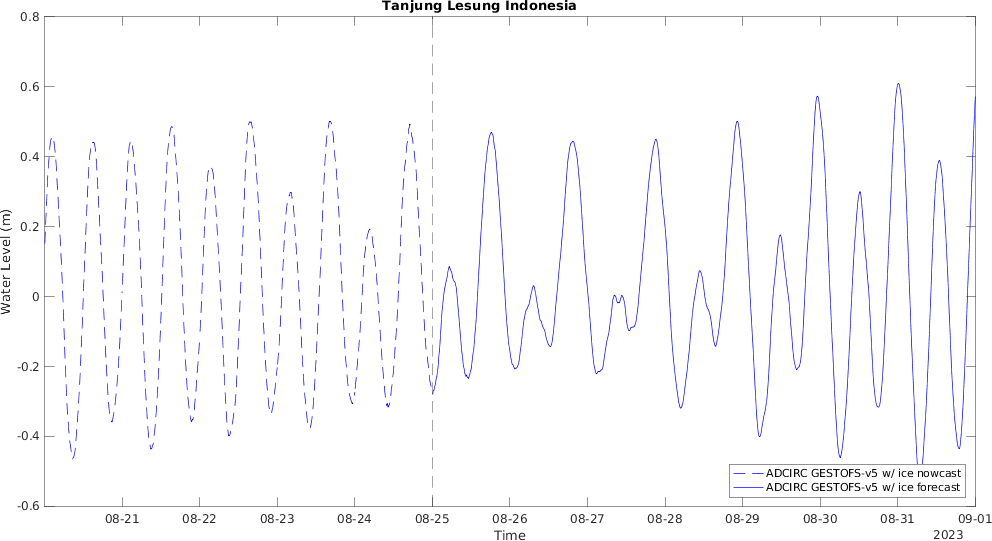 Tanjung Lesung Indonesia
Water Level (m)
0.8
0.6
0.4
0.2
0
-0.2
-0.4
-0.6
ADCIRC GESTOFS-v5 w/ ice nowcast
ADCIRC GESTOFS-v5 w/ ice forecast
08-21 08-22 08-23 08-24 08-25 08-26 08-27 08-28 08-29 08-30 08-31 09-01
Time
2023